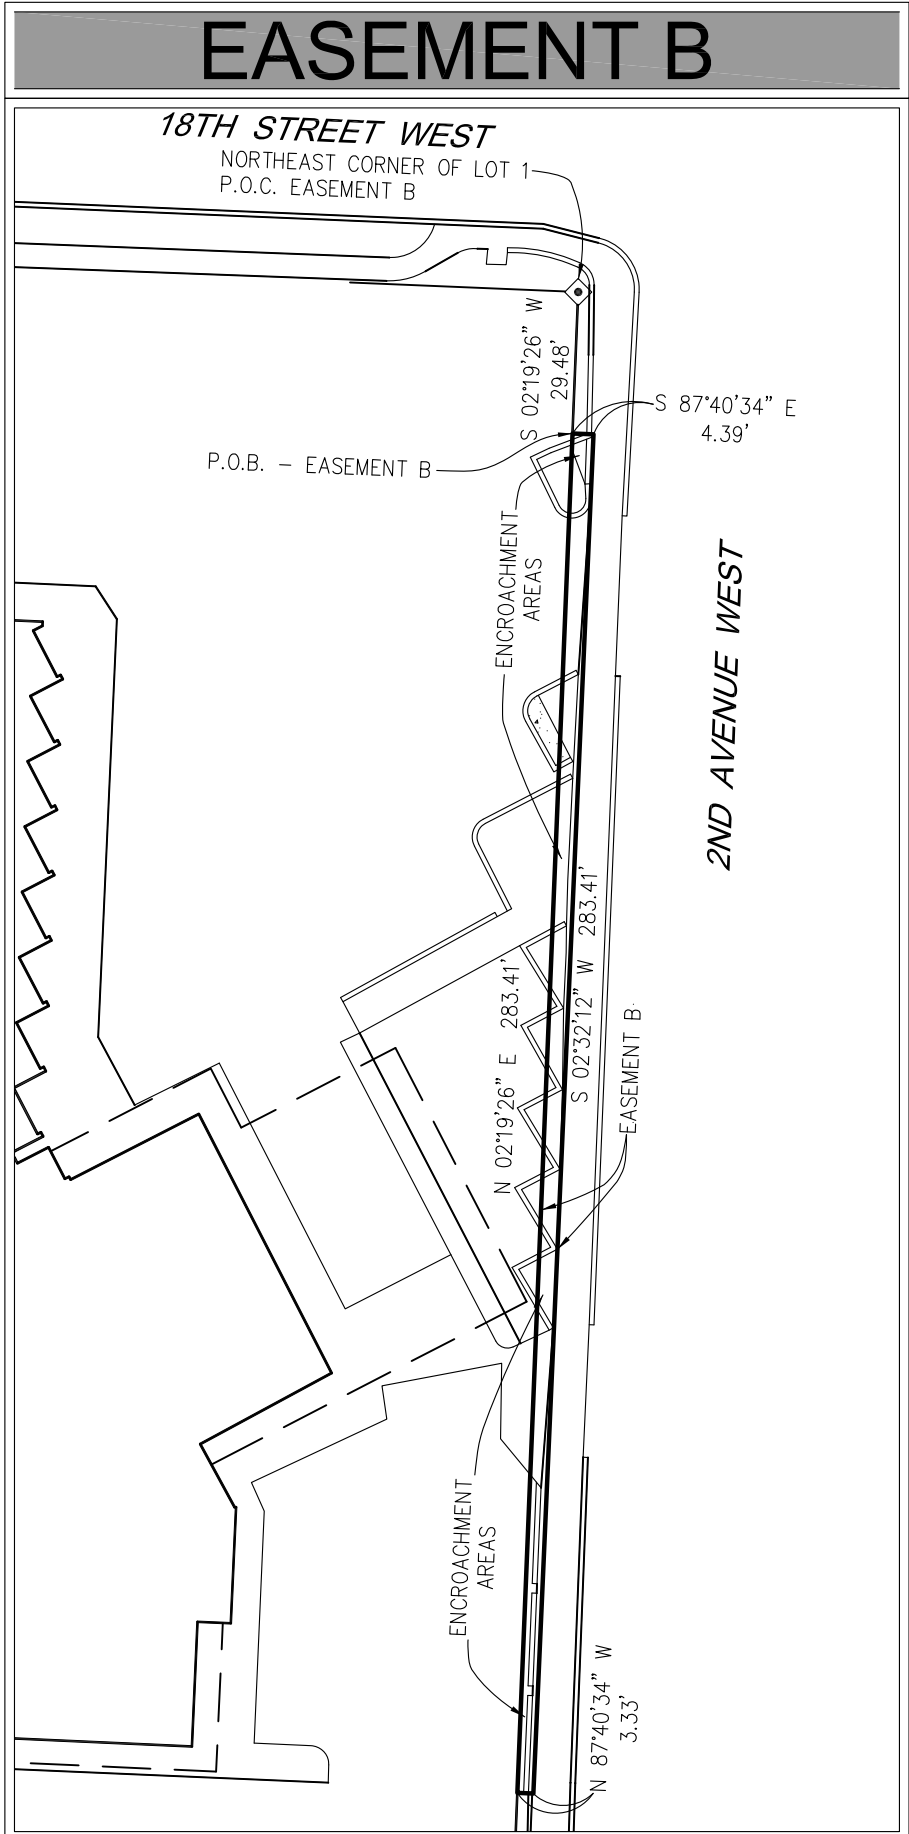 EASEMENT B
18TH STREET WEST
NORTHEAST CORNER OF LOT 1
P.O.C. EASEMENT B
S 02°19'26" W
29.48'
S 87°40'34" E
4.39'
P.O.B. - EASEMENT B
ENCROACHMENT
AREAS
2ND AVENUE WEST
N 02°19'26" E 283.41'
S 02°32'12" W 283.41'
EASEMENT B
ENCROACHMENT
AREAS
N 87°40'34" W
3.33'